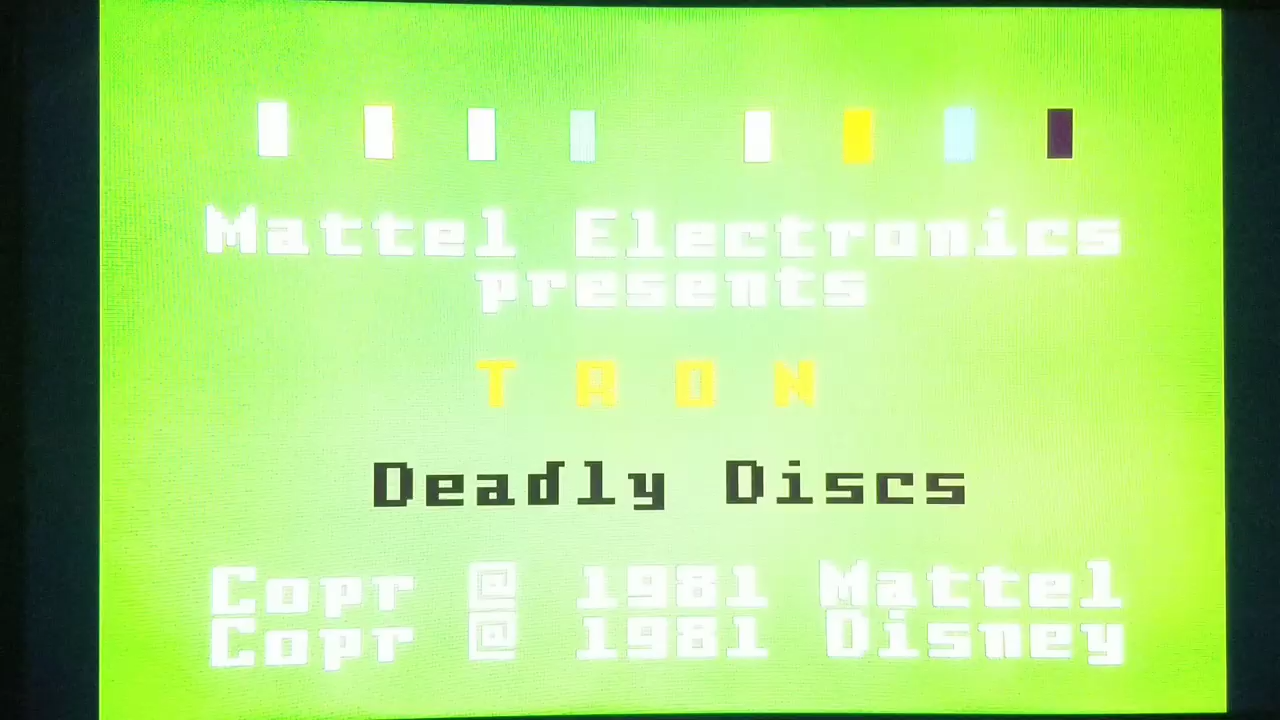 Mattel Electronics
presents
T R O N
Deadly Discs
Copr @ 1981 Mattel
Copr @ 1981 Disney